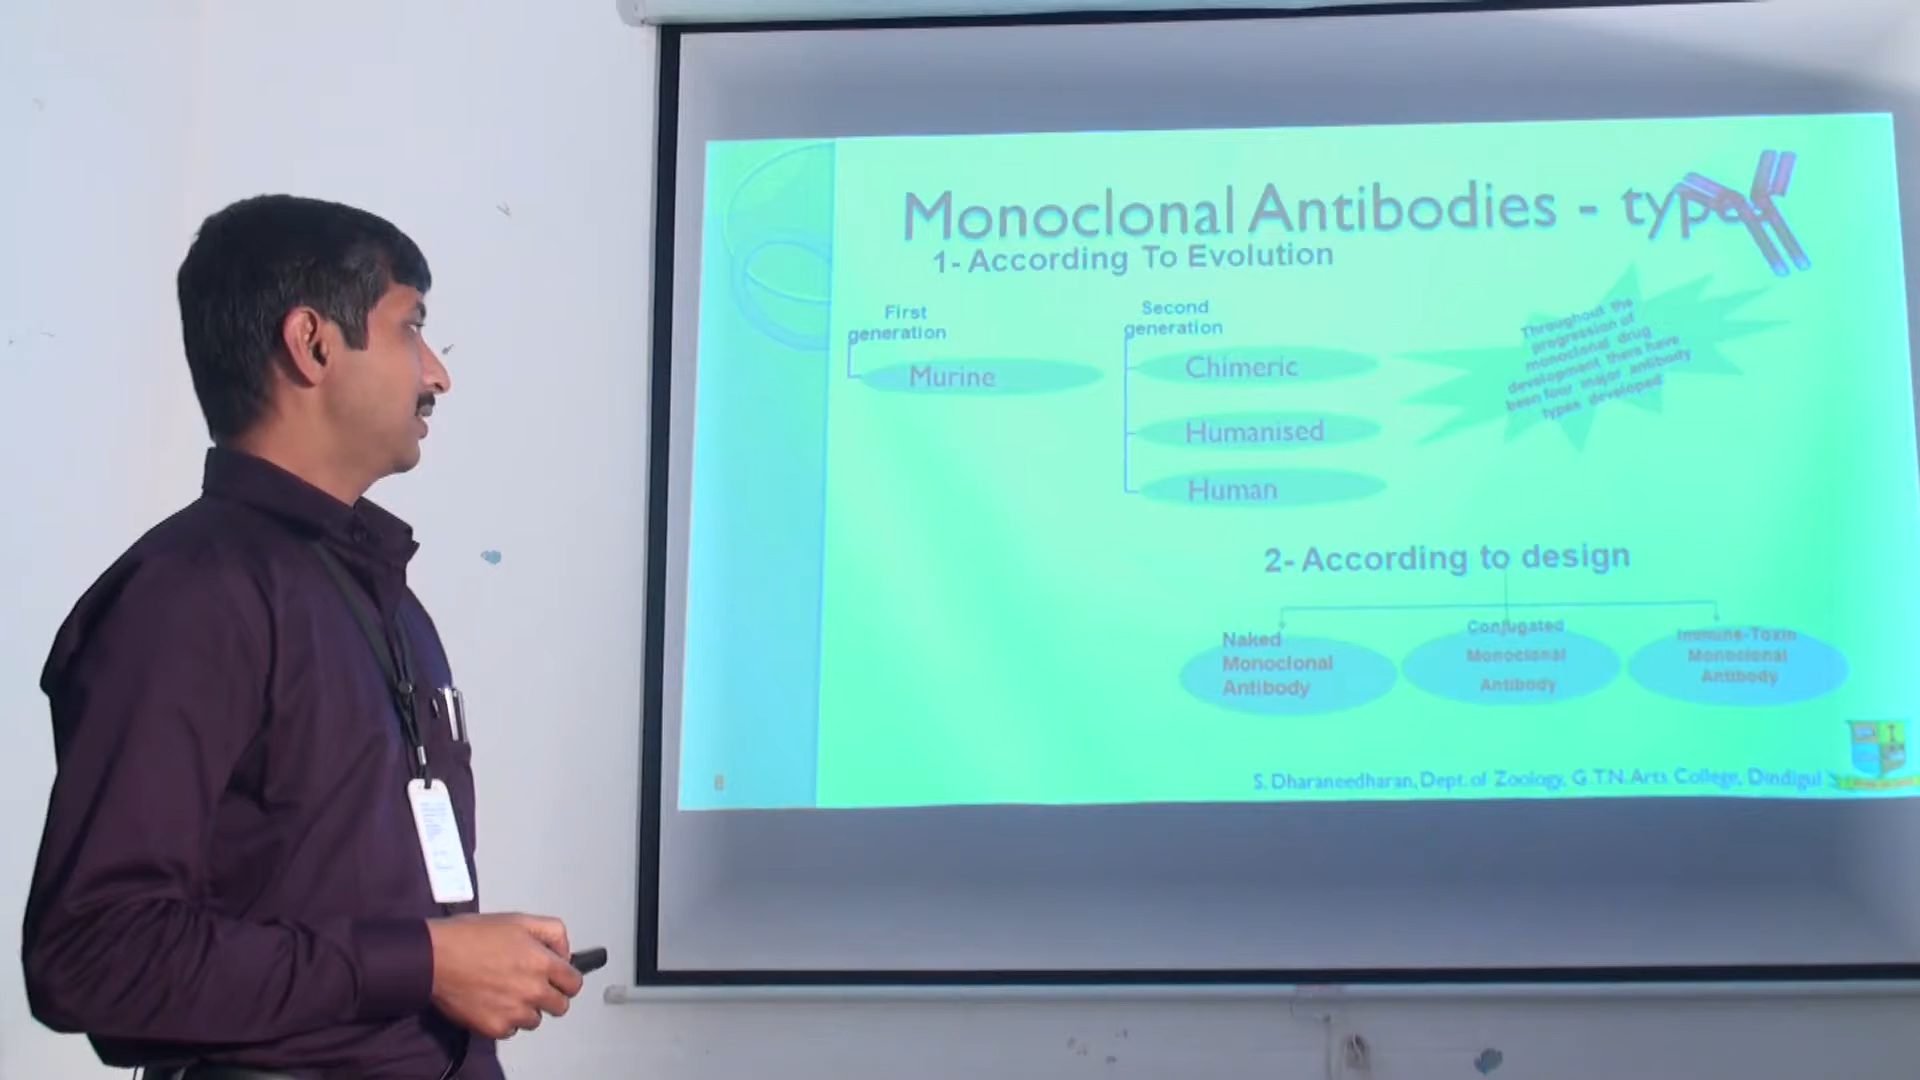 Monoclonal Antibodies - type
1- According To Evolution
First
generation
Murine
Second
generation
Chimeric
Humanised
Human
Throughout the
progression of
monoclonal drug
development there have
been four major antibody
types developed:
2- According to design
Naked
Monoclonal
Antibody
Conjugated
Monoclonal
Antibody
Immune-Toxin
Monoclonal
Antibody
S. Dharaneedharan, Dept. of Zoology, G.T.N. Arts College, Dindigul